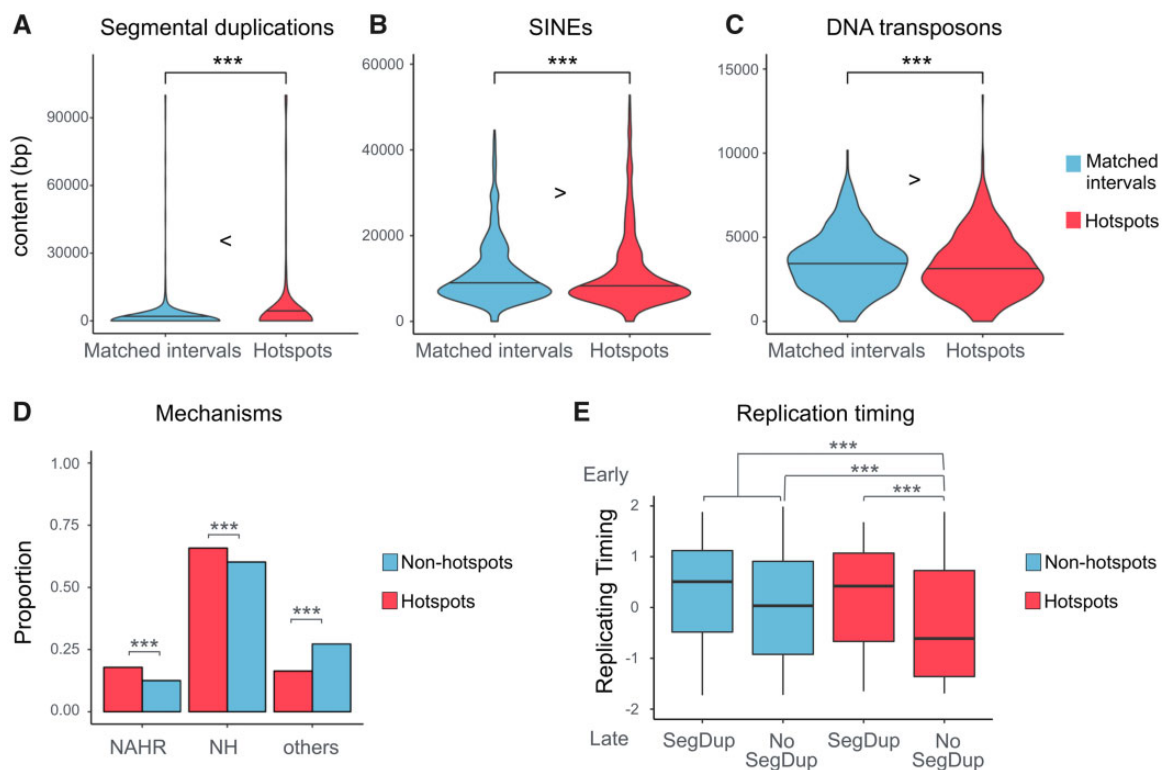 A Segmental duplications
B SINEs
C DNA transposons
***
***
***
content (bp)
90000
60000
30000
0
<
Matched intervals
Hotspots
60000
40000
20000
0
>
Matched intervals
Hotspots
15000
10000
5000
0
>
Matched intervals
Hotspots
Matched
intervals
Hotspots
D Mechanisms
Proportion
1.00
0.75
0.50
0.25
0.00
***
***
***
NAHR
NH
others
Non-hotspots
Hotspots
E Replication timing
Early
***
***
***
Replicating Timing
2
1
0
-1
-2
Late
SegDup
No
SegDup
SegDup
No
SegDup
Non-hotspots
Hotspots